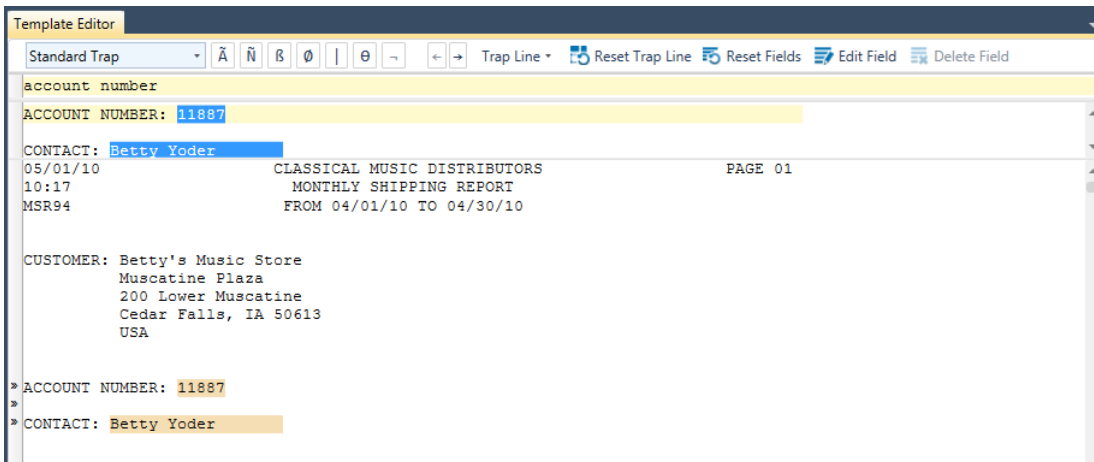 Template Editor
Standard Trap Ã Ñ ß Ø | θ ¬ ← → Trap Line Reset Trap Line Reset Fields Edit Field Delete Field
account number
ACCOUNT NUMBER: 11887
CONTACT: Betty Yoder
05/01/10 CLASSICAL MUSIC DISTRIBUTORS PAGE 01
10:17 MONTHLY SHIPPING REPORT
MSR94 FROM 04/01/10 TO 04/30/10
CUSTOMER: Betty's Music Store
Muscatine Plaza
200 Lower Muscatine
Cedar Falls, IA 50613
USA
» ACCOUNT NUMBER: 11887
»
» CONTACT: Betty Yoder